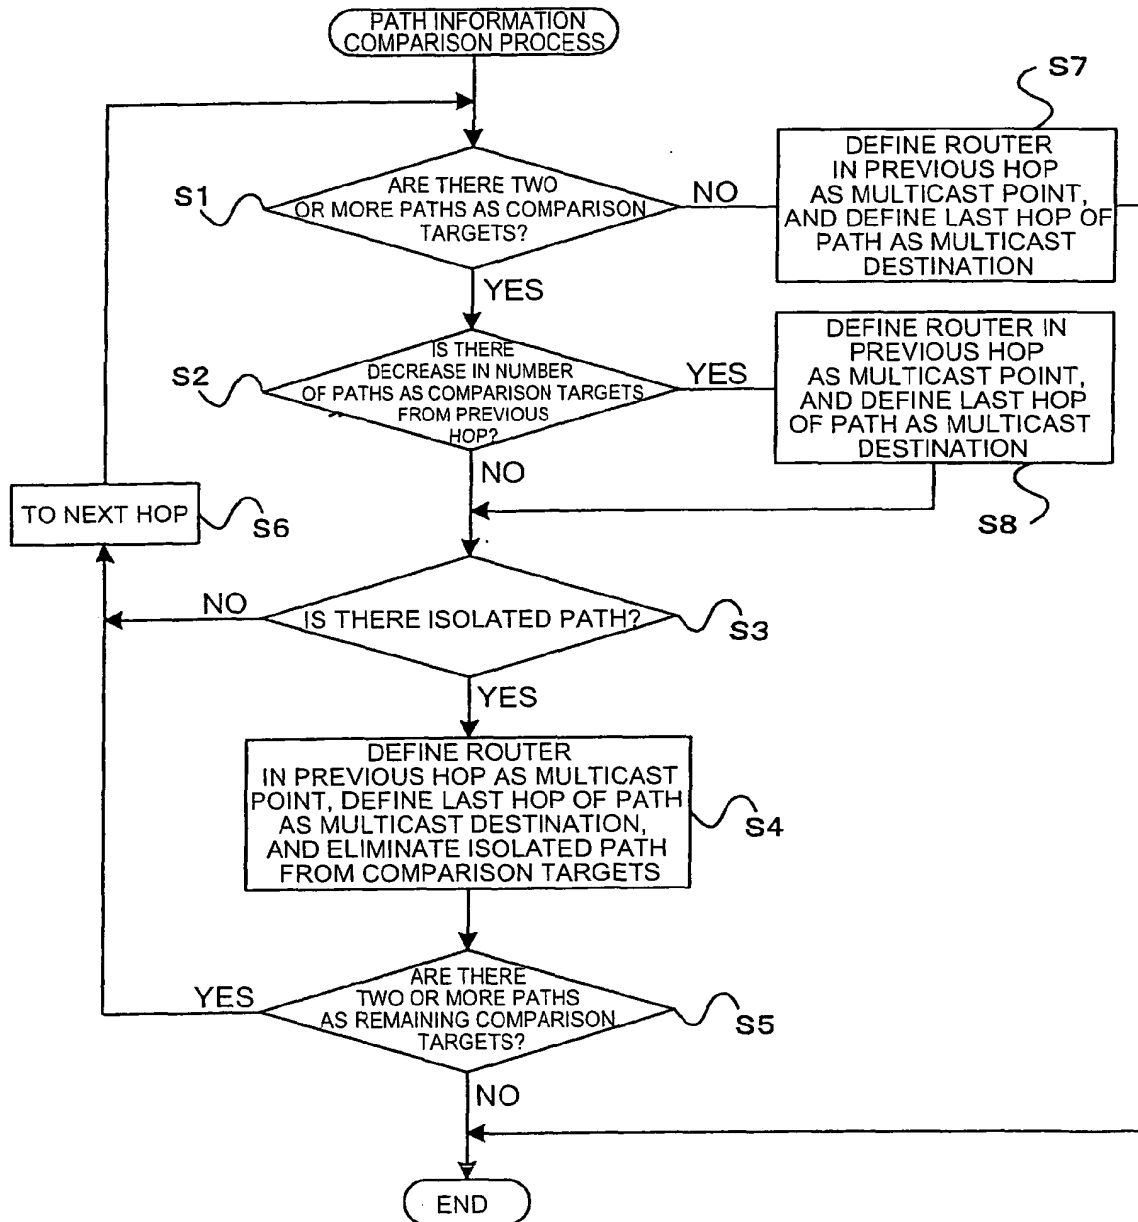 PATH INFORMATION
COMPARISON PROCESS
S7
DEFINE ROUTER
IN PREVIOUS HOP
AS MULTICAST POINT,
AND DEFINE LAST HOP OF
PATH AS MULTICAST
DESTINATION
S1
ARE THERE TWO
OR MORE PATHS AS COMPARISON
TARGETS?
NO
YES
S2
IS THERE
DECREASE IN NUMBER
OF PATHS AS COMPARISON TARGETS
FROM PREVIOUS
HOP?
YES
DEFINE ROUTER IN
PREVIOUS HOP
AS MULTICAST POINT,
AND DEFINE LAST HOP
OF PATH AS MULTICAST
DESTINATION
NO
S8
TO NEXT HOP
S6
NO
IS THERE ISOLATED PATH?
S3
YES
DEFINE ROUTER
IN PREVIOUS HOP AS MULTICAST
POINT, DEFINE LAST HOP OF PATH
AS MULTICAST DESTINATION,
AND ELIMINATE ISOLATED PATH
FROM COMPARISON TARGETS
S4
YES
ARE THERE
TWO OR MORE PATHS
AS REMAINING COMPARISON
TARGETS?
S5
NO
END